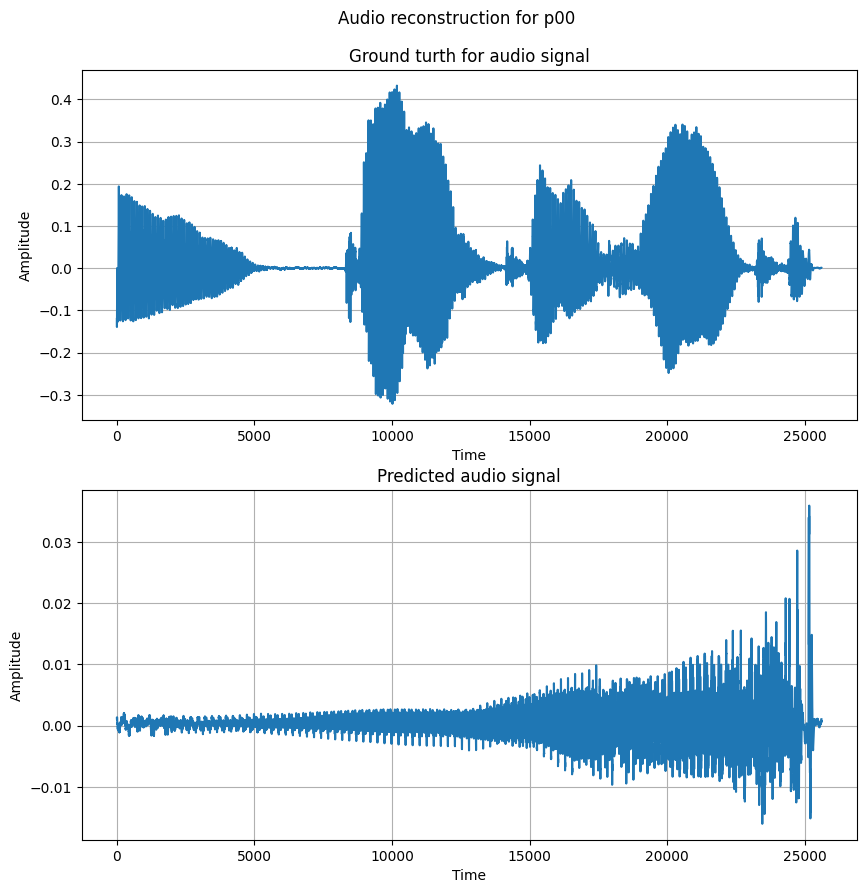 Audio reconstruction for p00
Ground turth for audio signal
0.4
0.3
0.2
0.1
0.0
−0.1
−0.2
−0.3
Amplitude
0 5000 10000 15000 20000 25000
Time
Predicted audio signal
0.03
0.02
0.01
0.00
−0.01
Amplitude
0 5000 10000 15000 20000 25000
Time